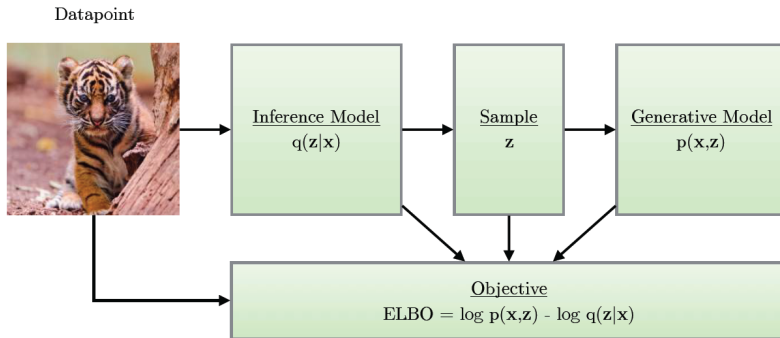 Datapoint
Inference Model
q(z|x)
Sample
z
Generative Model
p(x,z)
Objective
ELBO = log p(x,z) - log q(z|x)